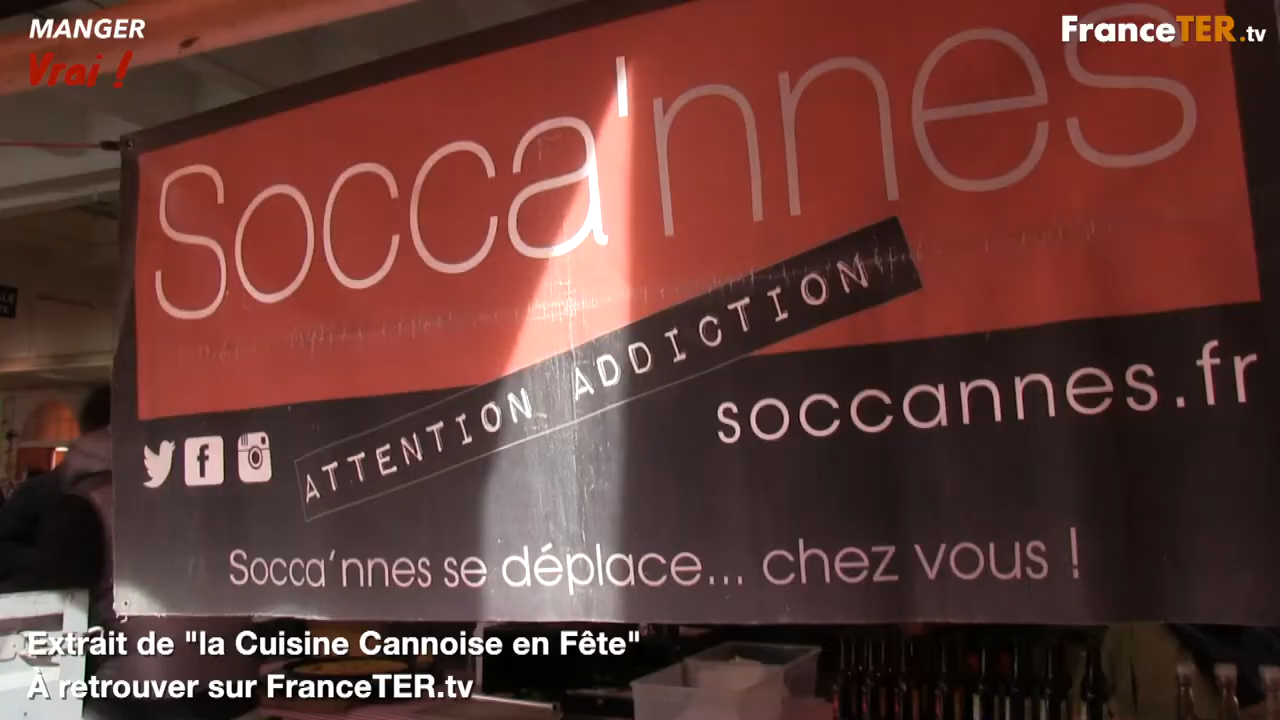 MANGER
Vrai !
FranceTER.tv
Socca'nnes
ATTENTION ADDICTION
soccannes.fr
Socca'nnes se déplace... chez vous !
Extrait de "la Cuisine Cannoise en Fête"
À retrouver sur FranceTER.tv